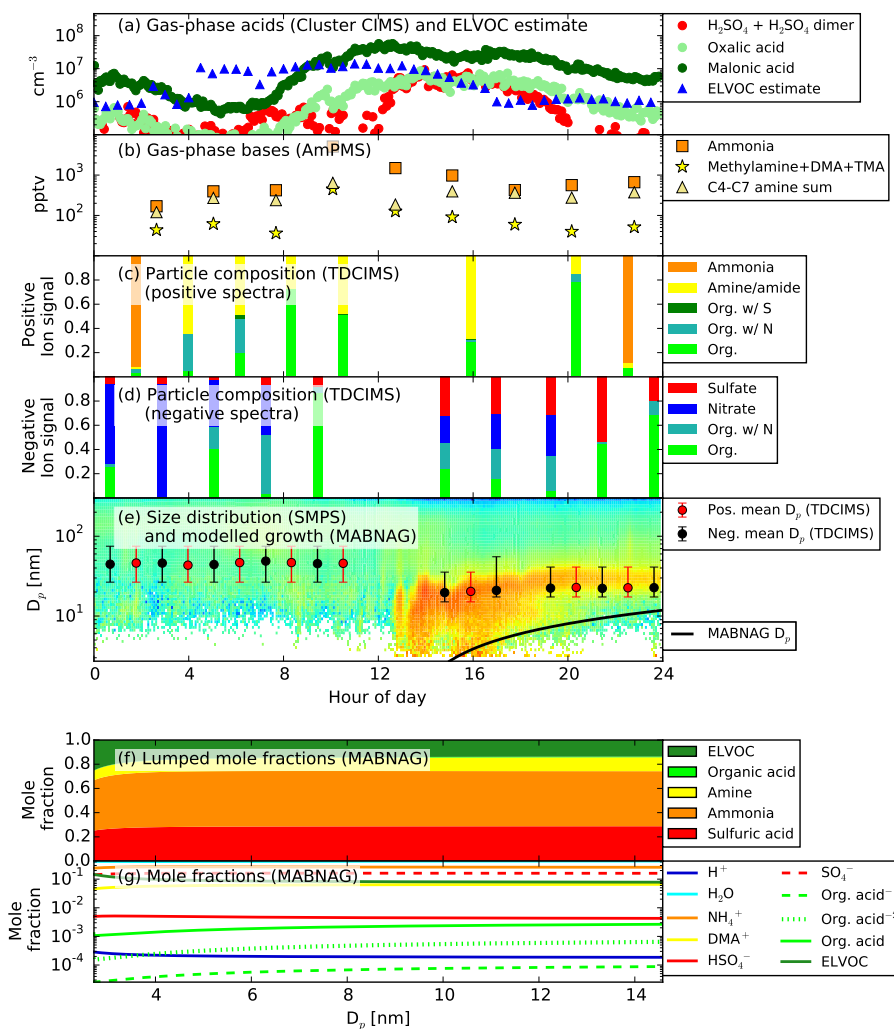 (a) Gas-phase acids (Cluster CIMS) and ELVOC estimate
cm⁻³
10⁸
10⁷
10⁶
H₂SO₄ + H₂SO₄ dimer
Oxalic acid
Malonic acid
ELVOC estimate
(b) Gas-phase bases (AmPMS)
pptv
10³
10²
Ammonia
Methylamine+DMA+TMA
C4-C7 amine sum
(c) Particle composition (TDCIMS)
(positive spectra)
Positive
Ion signal
0.8
0.6
0.4
0.2
Ammonia
Amine/amide
Org. w/ S
Org. w/ N
Org.
(d) Particle composition (TDCIMS)
(negative spectra)
Negative
Ion signal
0.8
0.6
0.4
0.2
Sulfate
Nitrate
Org. w/ N
Org.
(e) Size distribution (SMPS)
and modelled growth (MABNAG)
Dₚ [nm]
10²
10¹
Pos. mean Dₚ (TDCIMS)
Neg. mean Dₚ (TDCIMS)
MABNAG Dₚ
0 4 8 12 16 20 24
Hour of day
(f) Lumped mole fractions (MABNAG)
Mole
fraction
1.0
0.8
0.6
0.4
0.2
0.0
ELVOC
Organic acid
Amine
Ammonia
Sulfuric acid
(g) Mole fractions (MABNAG)
Mole
fraction
10⁻¹
10⁻²
10⁻³
10⁻⁴
H⁺
H₂O
NH₄⁺
DMA⁺
HSO₄⁻
SO₄⁻
Org. acid⁻
Org. acid⁻
Org. acid
ELVOC
4 6 8 10 12 14
Dₚ [nm]